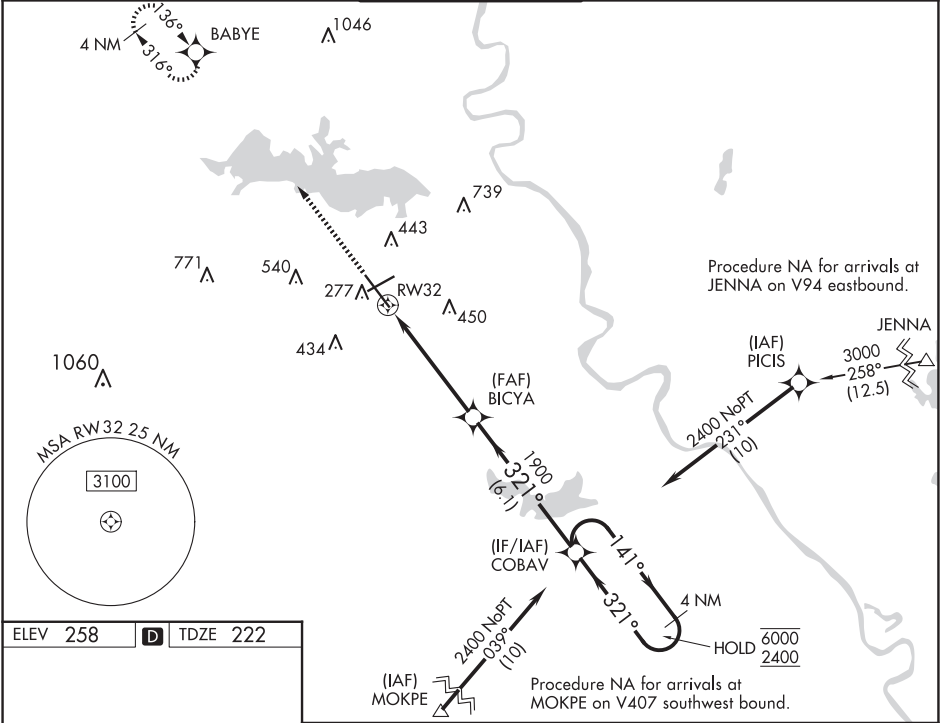 136°
4 NM
316°
BABYE
1046
739
443
771
540
277
RW32
450
434
1060
Procedure NA for arrivals at
JENNA on V94 eastbound.
JENNA
(IAF)
PICIS
3000
258°
(12.5)
2400 NoPT
231°
(10)
(FAF)
BICYA
MSA RW 32 25 NM
3100
1900
321°
(6.1)
(IF/IAF)
COBAV
141°
321°
4 NM
HOLD 6000
2400
2400 NoPT
039°
(10)
(IAF)
MOKPE
Procedure NA for arrivals at
MOKPE on V407 southwest bound.
ELEV 258 D TDZE 222